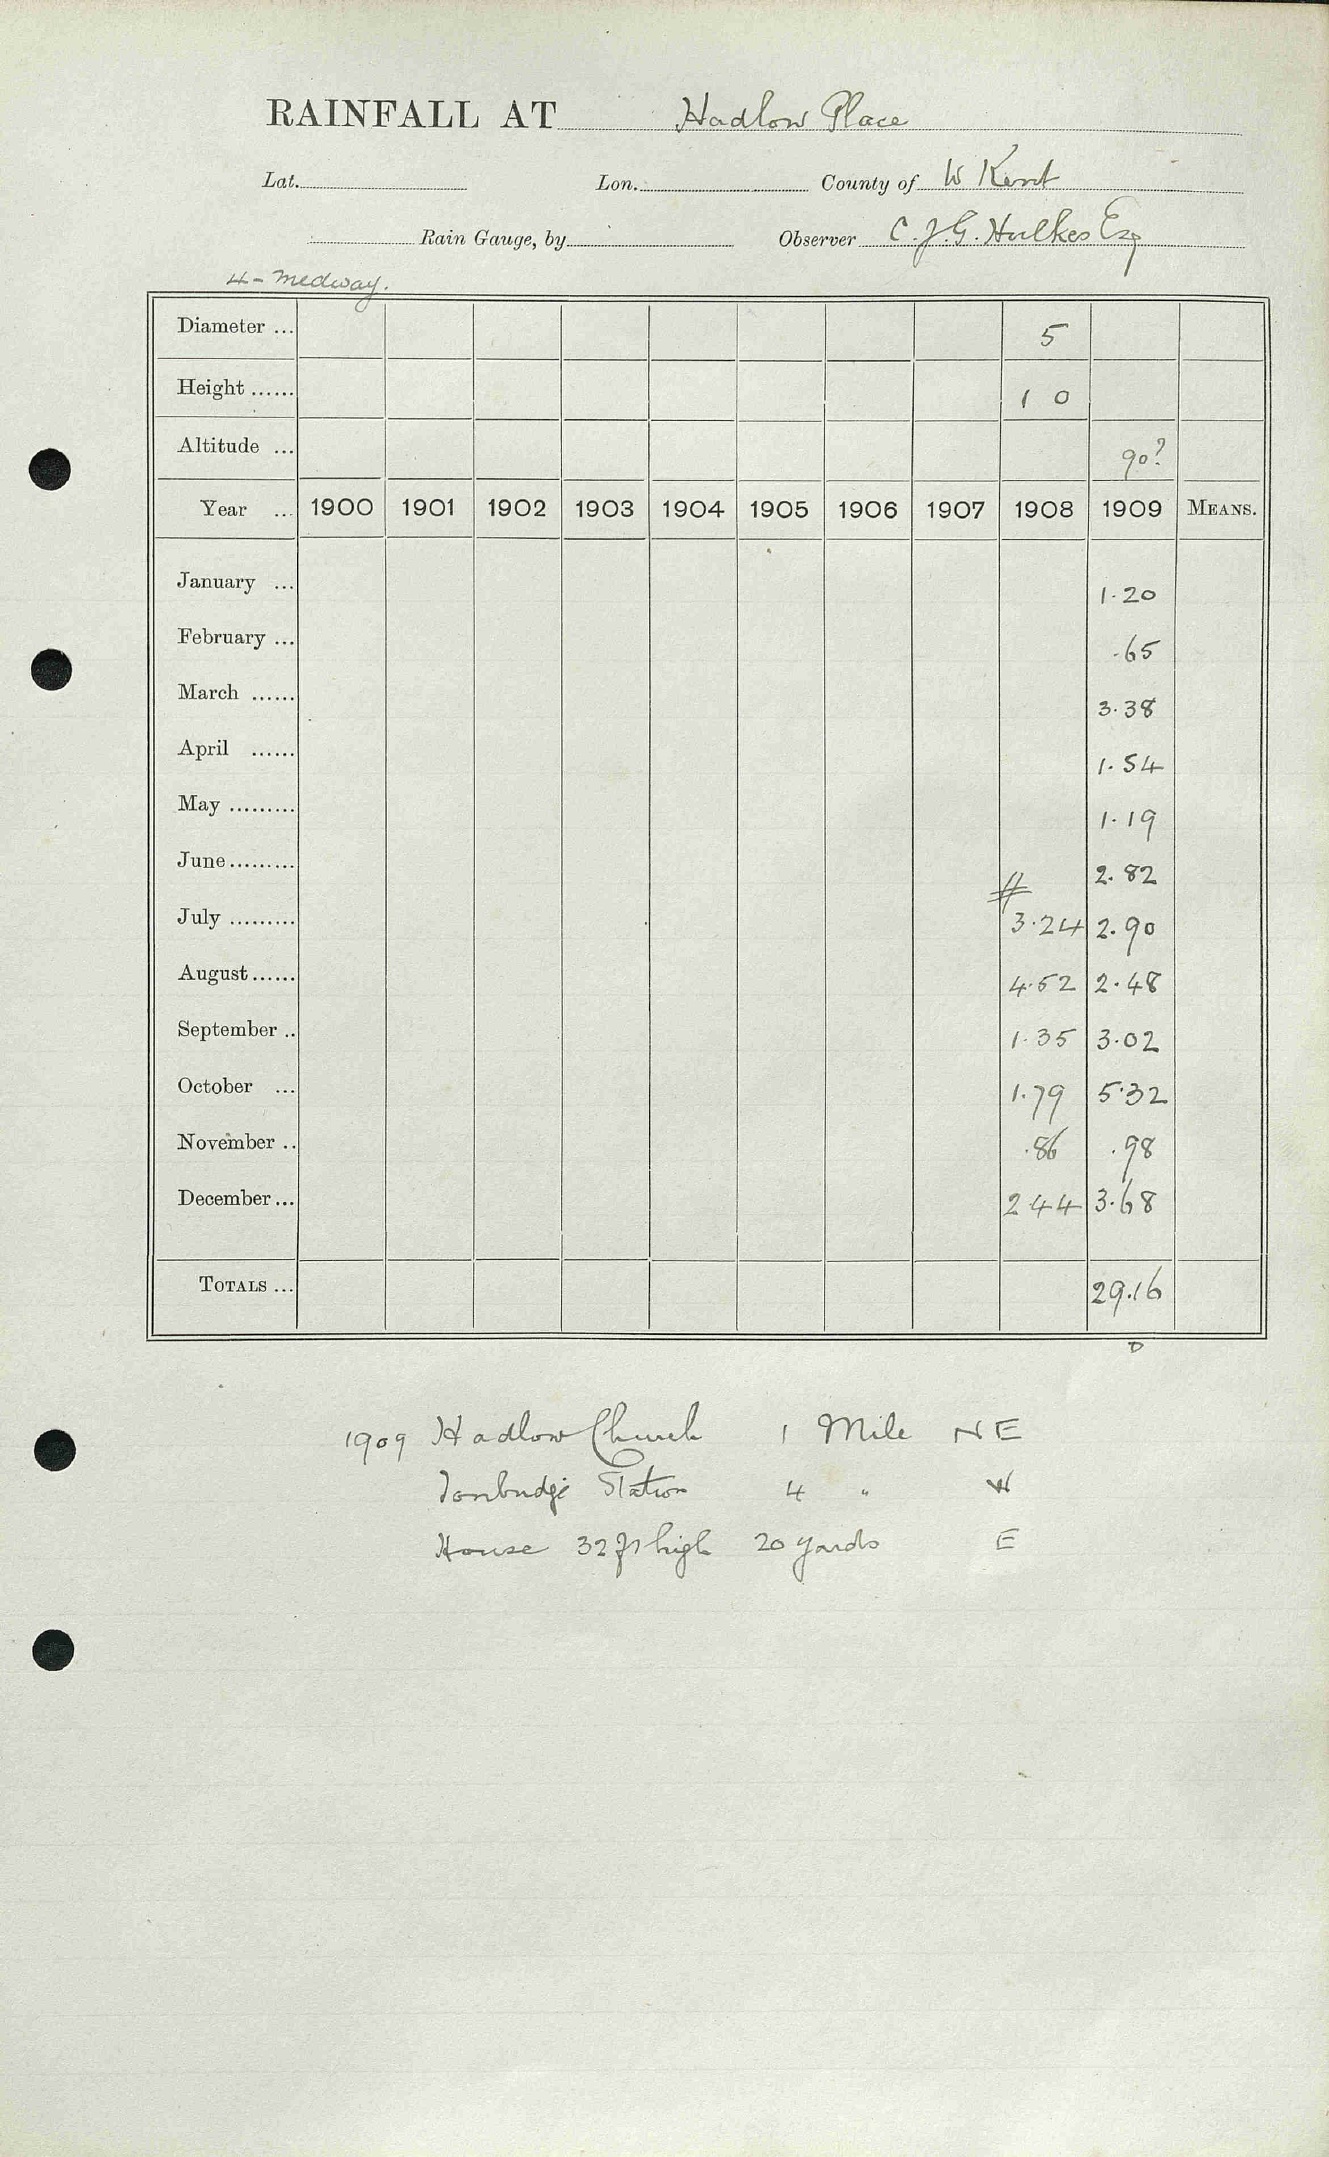 RAINFALL AT Hadlow Place
Lat. Lon. County of W Kent
Rain Gauge, by Observer C. J. G. Hulkes Esq
4 - Medway.
Diameter ... 5
Height ...... 1 0
Altitude ... 90?
Year ... 1900 1901 1902 1903 1904 1905 1906 1907 1908 1909 MEANS.
January ... 1.20
February ... .65
March ...... 3.38
April ...... 1.54
May ......... 1.19
June ......... 2.82
July ......... # 3.24 2.90
August ...... 4.52 2.48
September .. 1.35 3.02
October ... 1.79 5.32
November .. .86 .98
December ... 2 44 3.68
TOTALS ... 29.16
D
1909 Hadlow Church 1 Mile NE
Tonbridge Station 4 " W
House 32 ft high 20 yards E